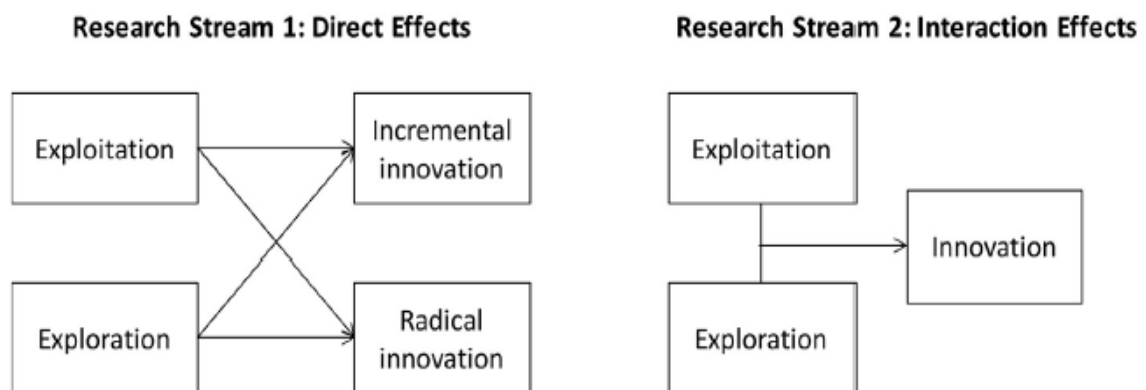 Research Stream 1: Direct Effects
Exploitation
Incremental
innovation
Exploration
Radical
innovation
Research Stream 2: Interaction Effects
Exploitation
Innovation
Exploration